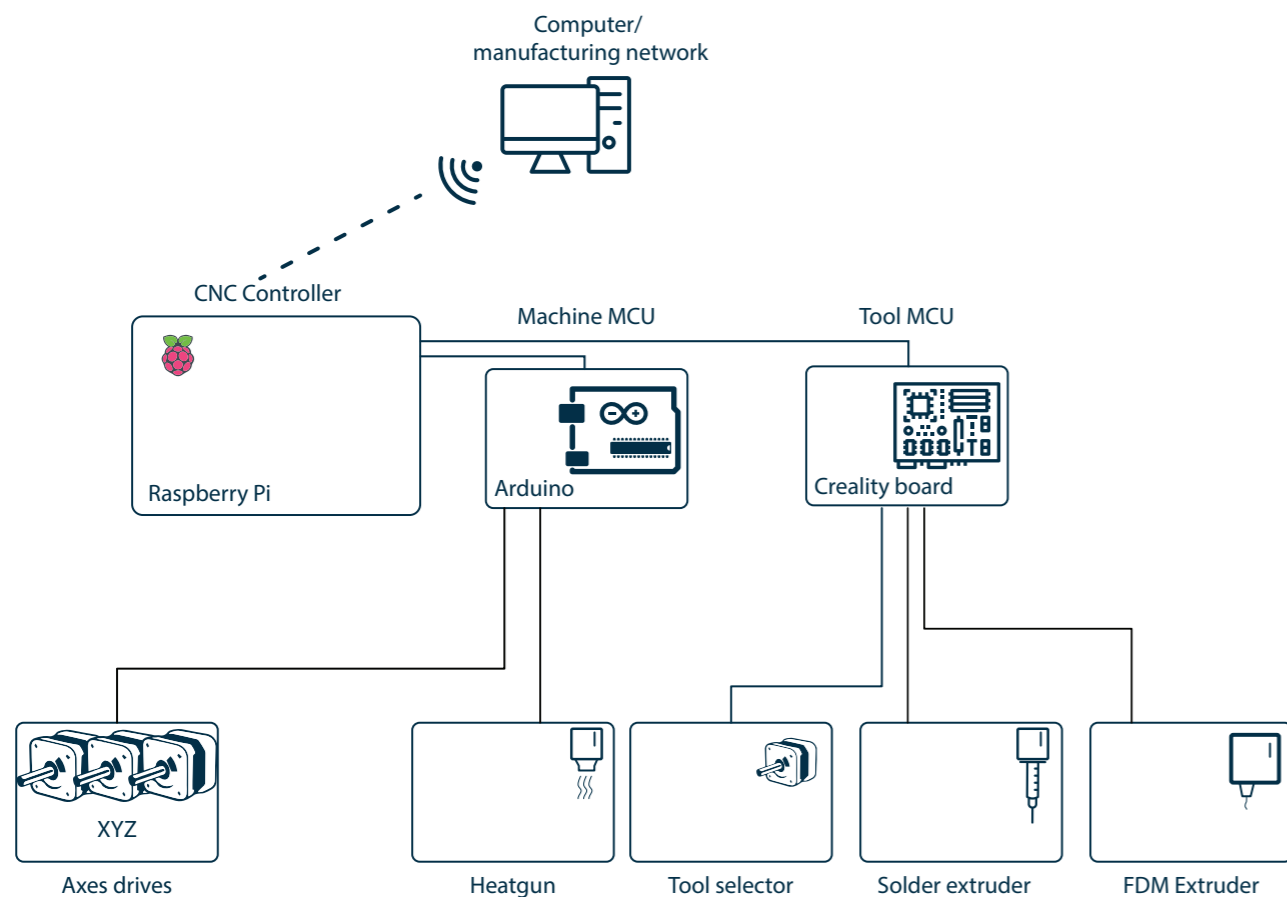 Computer/
manufacturing network
CNC Controller
Machine MCU
Tool MCU
Raspberry Pi
Arduino
Creality board
XYZ
Axes drives
Heatgun
Tool selector
Solder extruder
FDM Extruder